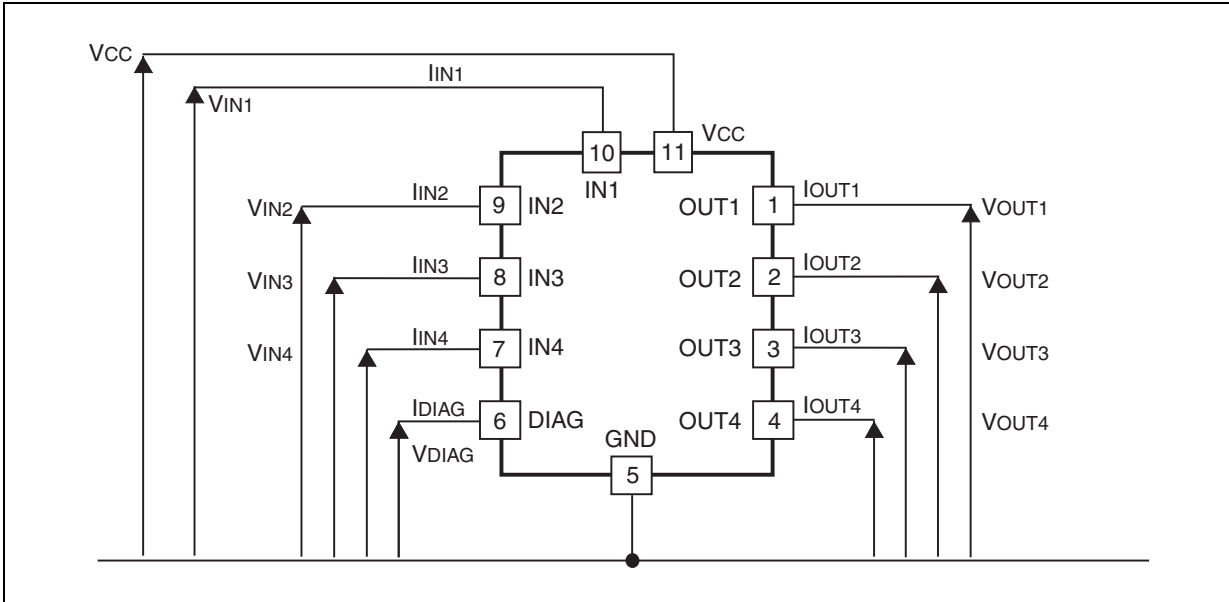 VCC
IIN1
VIN1
VCC
10
11
IN1
IIN2
VIN2
9
IN2
OUT1
1
IOUT1
VOUT1
IIN3
VIN3
8
IN3
OUT2
2
IOUT2
VOUT2
IIN4
VIN4
7
IN4
OUT3
3
IOUT3
VOUT3
IDIAG
VDIAG
6
DIAG
OUT4
4
IOUT4
VOUT4
GND
5